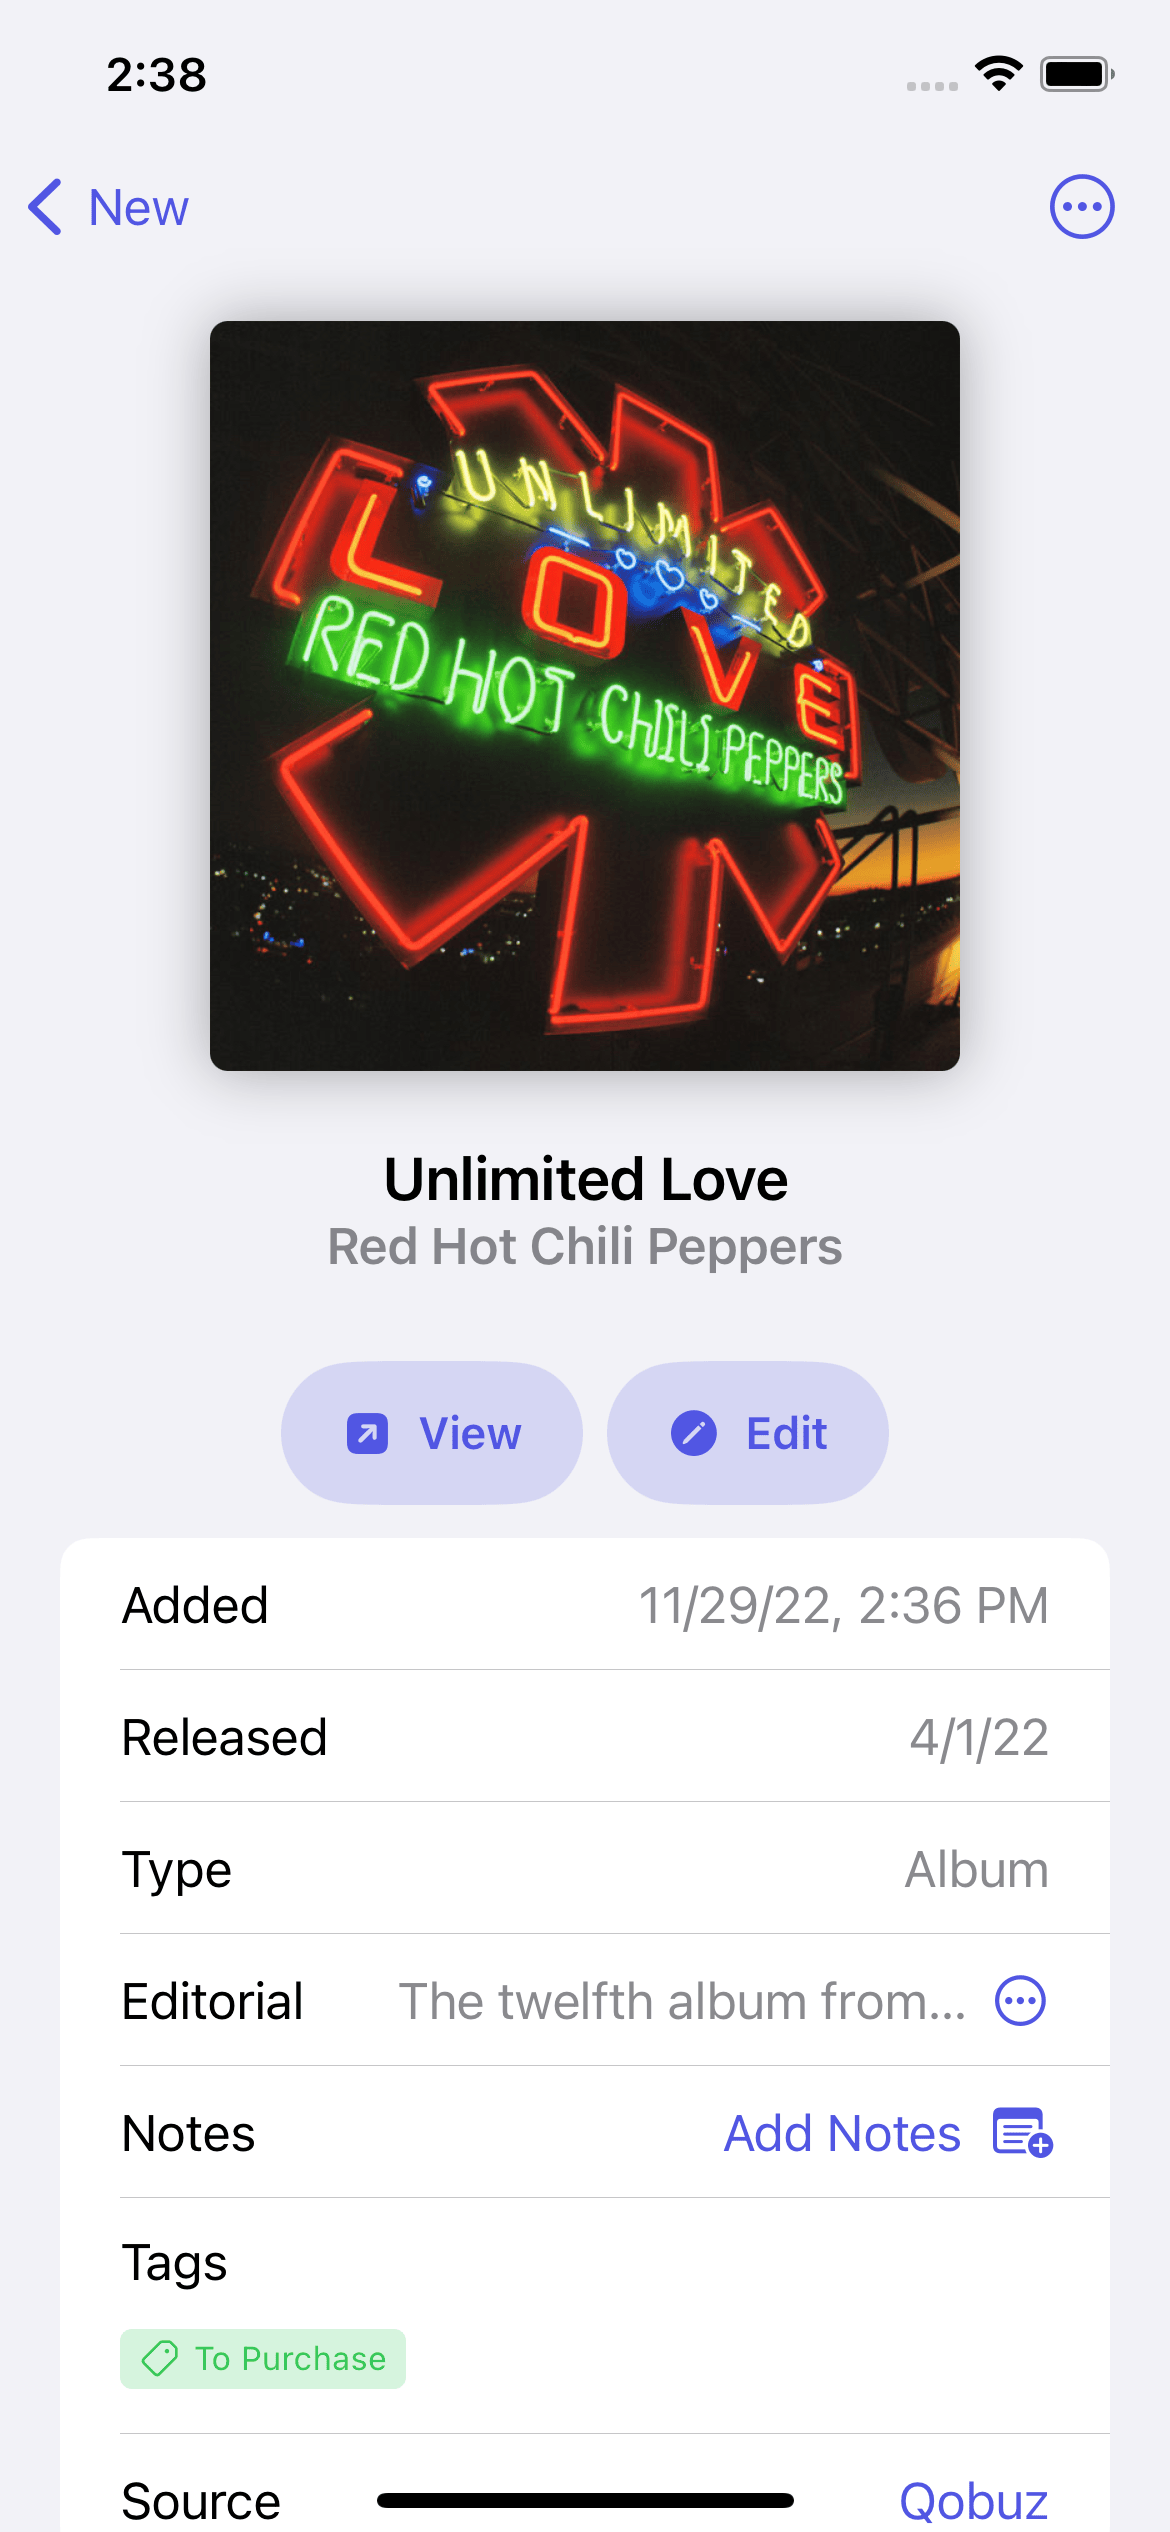 2:38
New
UNLIMITED
LOVE
RED HOT CHILI PEPPERS
Unlimited Love
Red Hot Chili Peppers
View
Edit
Added 11/29/22, 2:36 PM
Released 4/1/22
Type Album
Editorial The twelfth album from...
Notes Add Notes
Tags
To Purchase
Source Qobuz